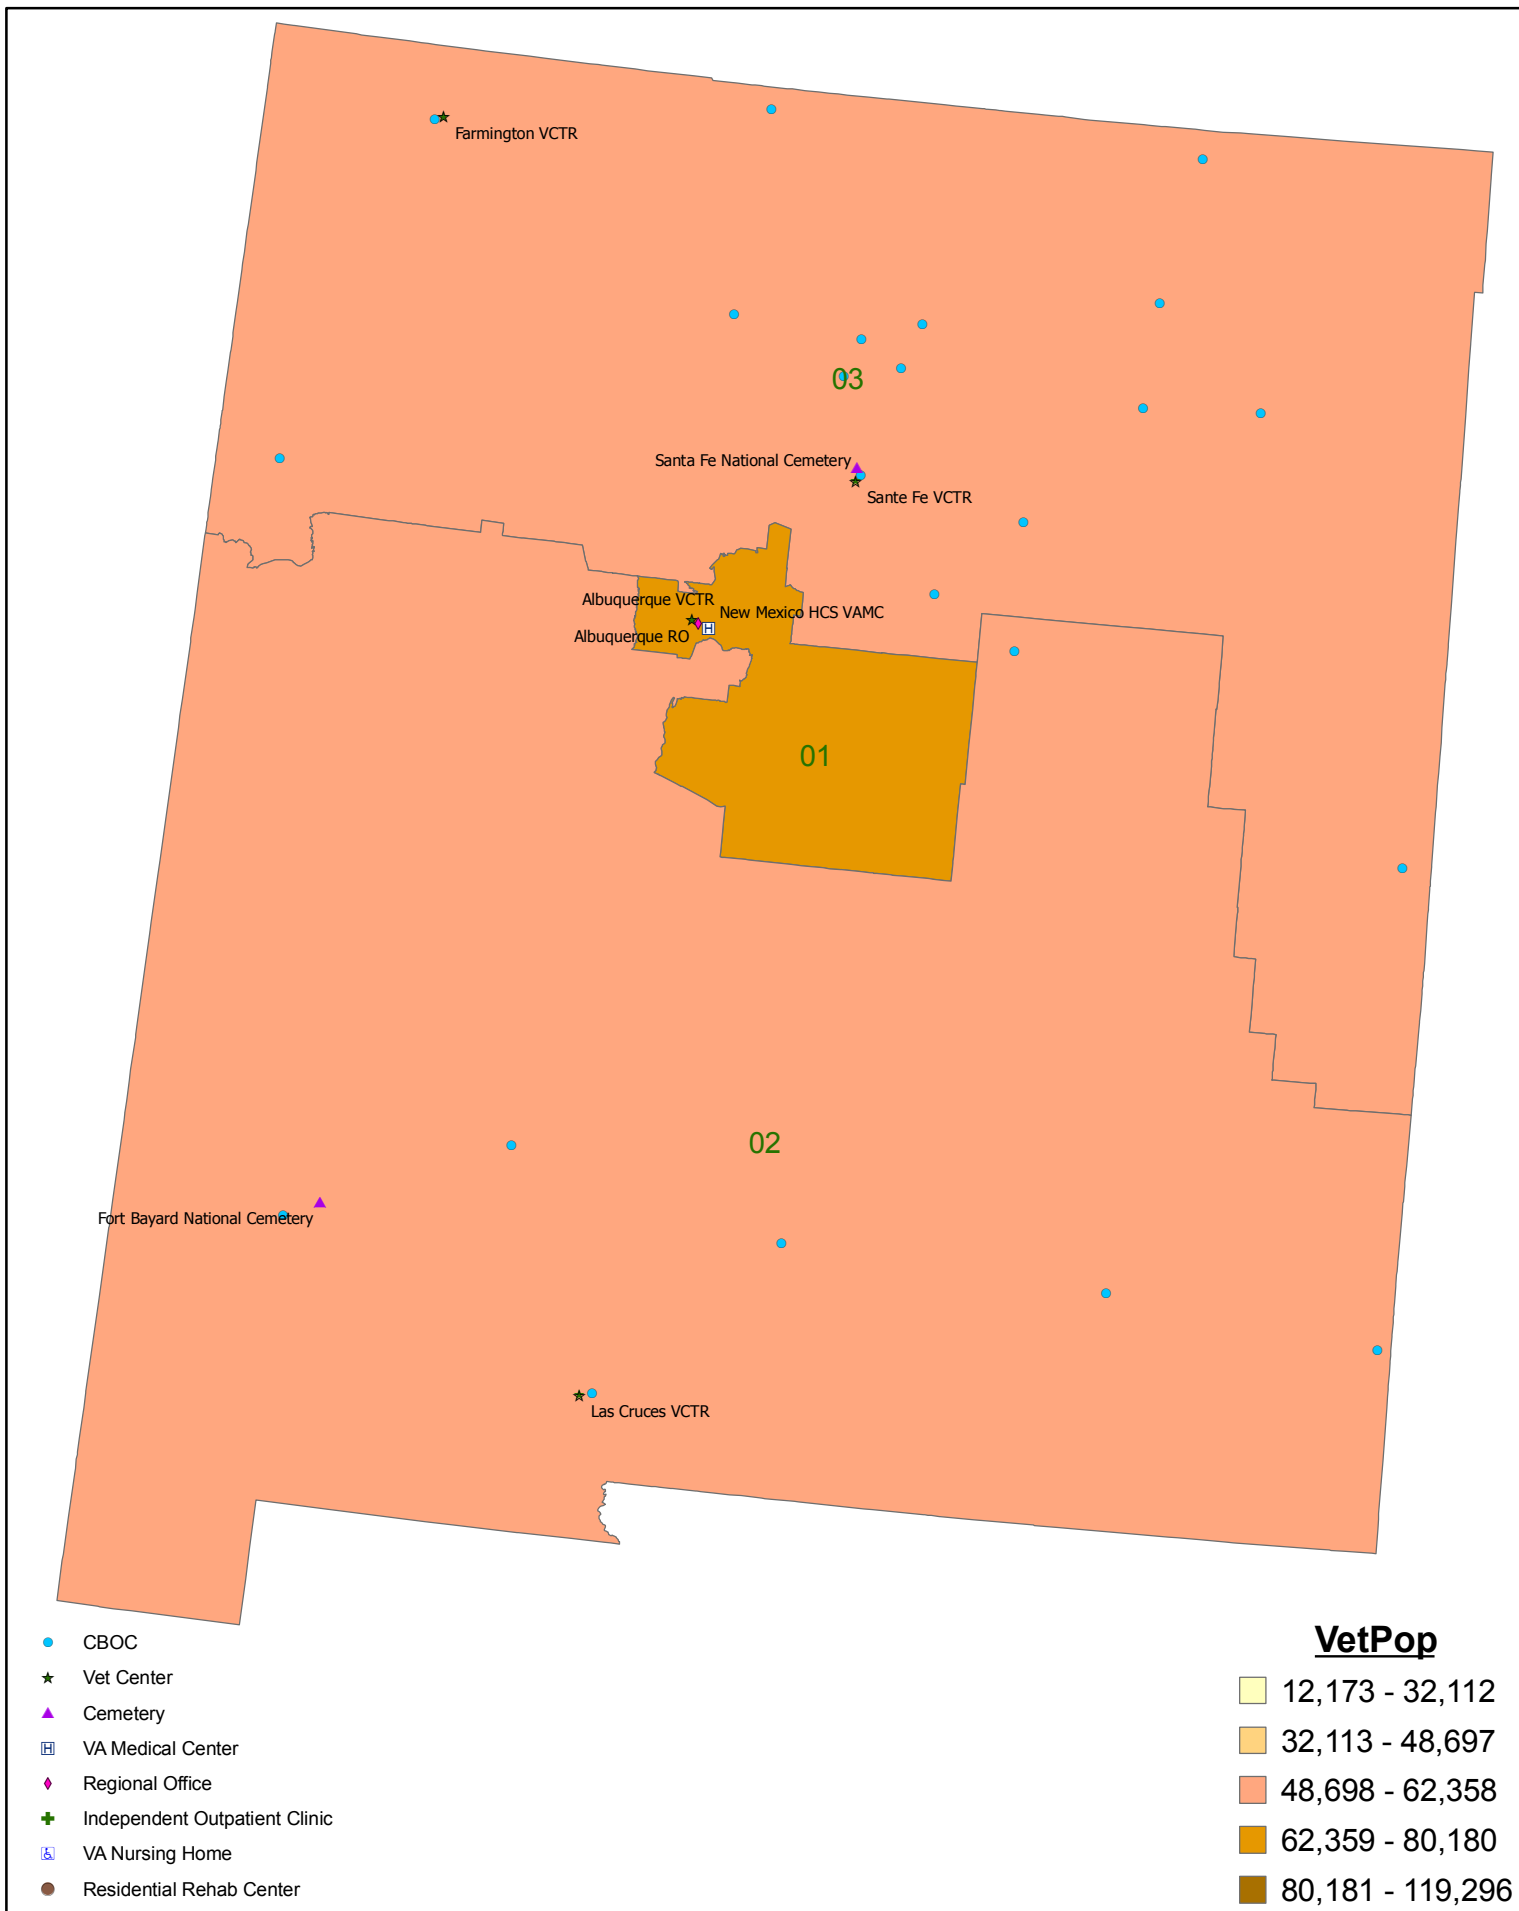 Farmington VCTR
03
Santa Fe National Cemetery
Sante Fe VCTR
Albuquerque VCTR
New Mexico HCS VAMC
H
Albuquerque RO
01
02
Fort Bayard National Cemetery
Las Cruces VCTR
CBOC
Vet Center
Cemetery
H VA Medical Center
Regional Office
Independent Outpatient Clinic
VA Nursing Home
Residential Rehab Center
VetPop
12,173 - 32,112
32,113 - 48,697
48,698 - 62,358
62,359 - 80,180
80,181 - 119,296